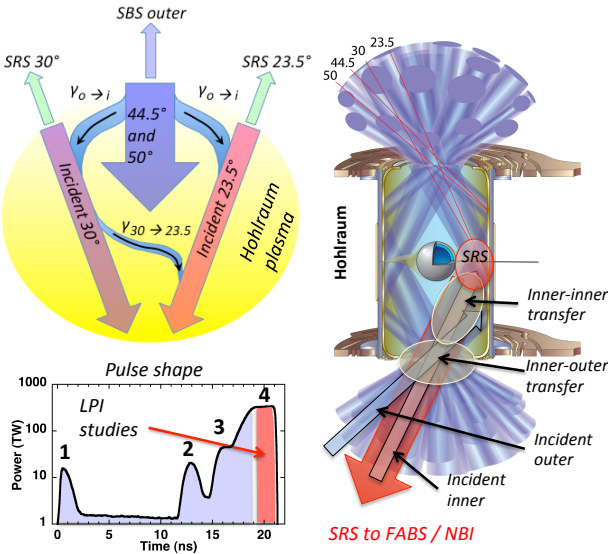 SBS outer
SRS 30°
SRS 23.5°
γo → i
γo → i
44.5°
and
50°
Incident 30°
Incident 23.5°
γ30 → 23.5
Hohlraum
plasma
Pulse shape
1000
100
10
1
Power (TW)
LPI
studies
1
2
3
4
0
5
10
15
20
Time (ns)
23.5
30
44.5
50
Hohlraum
SRS
Inner-inner
transfer
Inner-outer
transfer
Incident
outer
Incident
inner
SRS to FABS / NBI